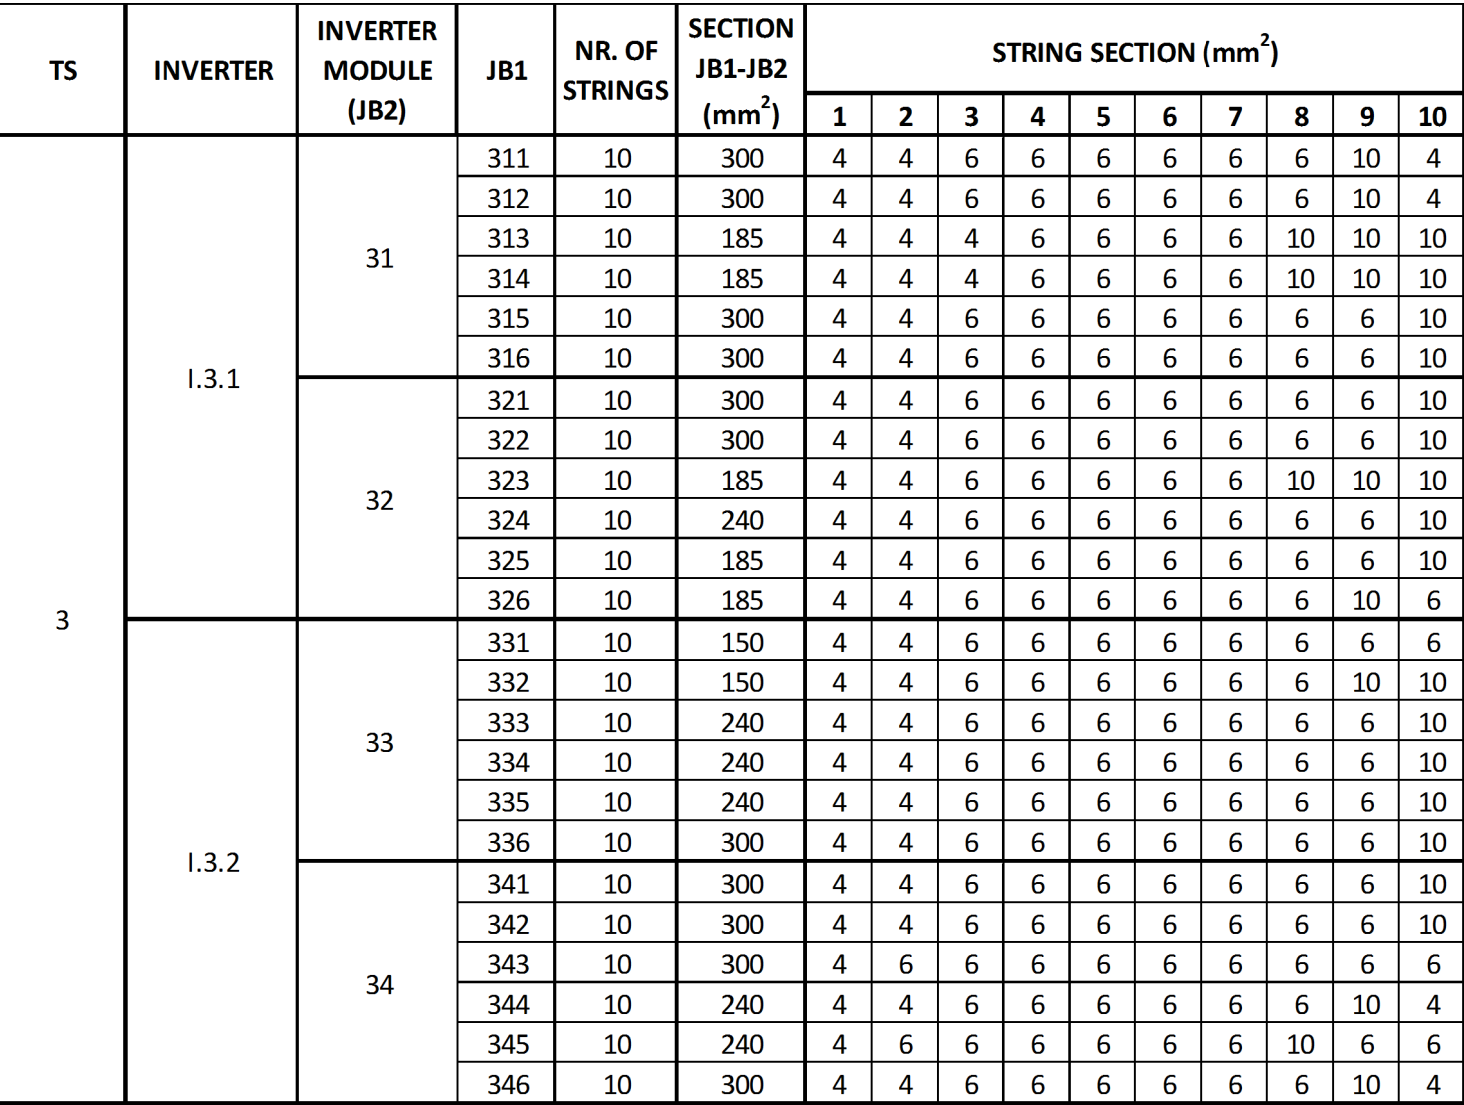 TS INVERTER INVERTER MODULE (JB2) JB1 NR. OF STRINGS SECTION JB1-JB2 (mm²) STRING SECTION (mm²)
1 2 3 4 5 6 7 8 9 10
3 I.3.1 31 311 10 300 4 4 6 6 6 6 6 6 10 4
312 10 300 4 4 6 6 6 6 6 6 10 4
313 10 185 4 4 4 6 6 6 6 10 10 10
314 10 185 4 4 4 6 6 6 6 10 10 10
315 10 300 4 4 6 6 6 6 6 6 6 10
316 10 300 4 4 6 6 6 6 6 6 6 10
32 321 10 300 4 4 6 6 6 6 6 6 6 10
322 10 300 4 4 6 6 6 6 6 6 6 10
323 10 185 4 4 6 6 6 6 6 10 10 10
324 10 240 4 4 6 6 6 6 6 6 6 10
325 10 185 4 4 6 6 6 6 6 6 6 10
326 10 185 4 4 6 6 6 6 6 6 10 6
I.3.2 33 331 10 150 4 4 6 6 6 6 6 6 6 6
332 10 150 4 4 6 6 6 6 6 6 10 10
333 10 240 4 4 6 6 6 6 6 6 6 10
334 10 240 4 4 6 6 6 6 6 6 6 10
335 10 240 4 4 6 6 6 6 6 6 6 10
336 10 300 4 4 6 6 6 6 6 6 6 10
34 341 10 300 4 4 6 6 6 6 6 6 6 10
342 10 300 4 4 6 6 6 6 6 6 6 10
343 10 300 4 6 6 6 6 6 6 6 6 6
344 10 240 4 4 6 6 6 6 6 6 10 4
345 10 240 4 6 6 6 6 6 6 10 6 6
346 10 300 4 4 6 6 6 6 6 6 10 4